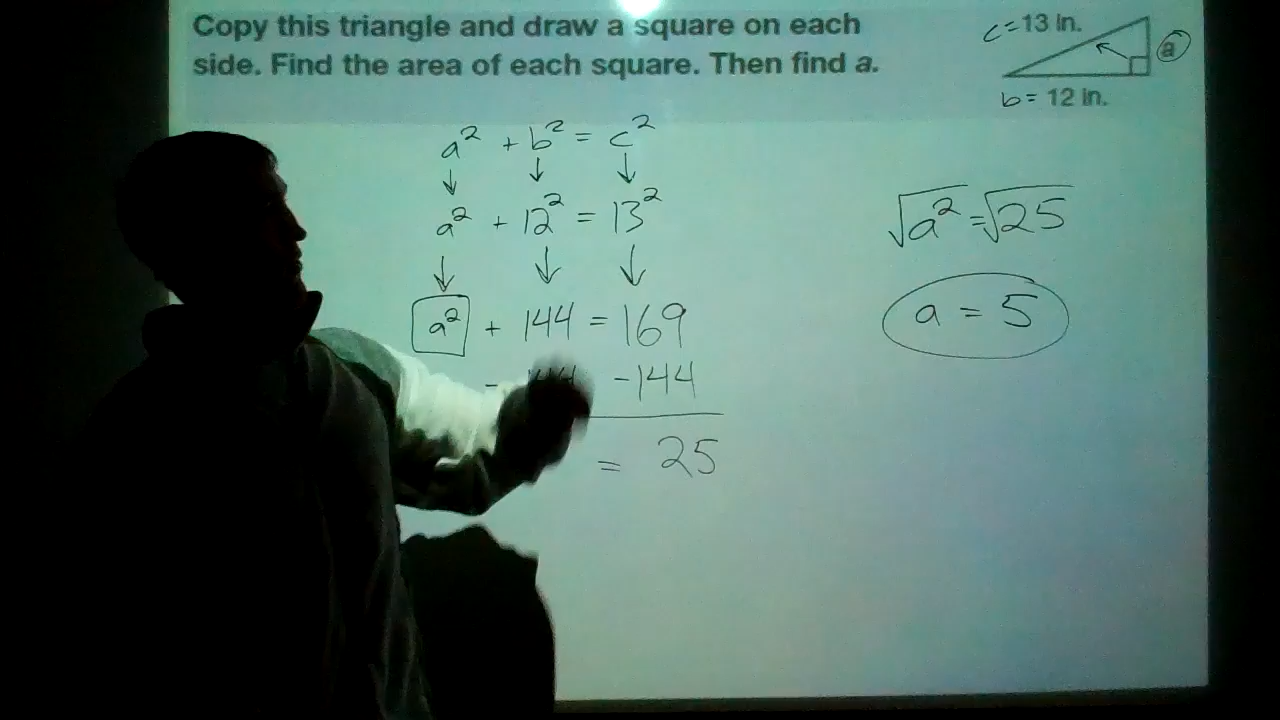 Copy this triangle and draw a square on each
side. Find the area of each square. Then find a.
c=13 in.
a
b= 12 in.
a² + b² = c²
↓ ↓ ↓
a² + 12² = 13²
↓ ↓ ↓
a² + 144 = 169
- 144 -144
= 25
√a² = √25
a = 5